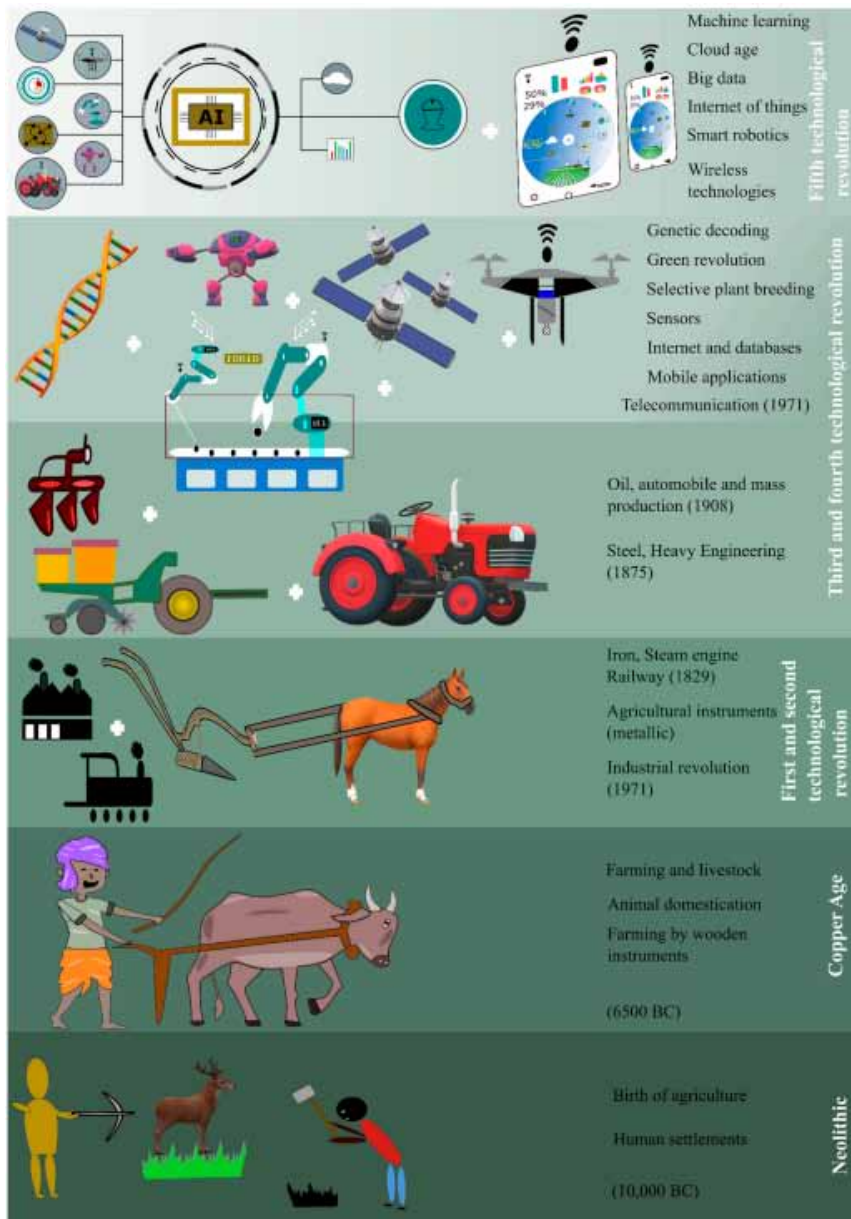 Machine learning
Cloud age
Big data
Internet of things
Smart robotics
Wireless
technologies
Fifth technological
revolution
AI
50%
29%
Genetic decoding
Green revolution
Selective plant breeding
Sensors
Internet and databases
Mobile applications
Telecommunication (1971)
Oil, automobile and mass
production (1908)
Steel, Heavy Engineering
(1875)
Third and fourth technological revolution
Iron, Steam engine
Railway (1829)
Agricultural instruments
(metallic)
Industrial revolution
(1971)
First and second
technological
revolution
Farming and livestock
Animal domestication
Farming by wooden
instruments
(6500 BC)
Copper Age
Birth of agriculture
Human settlements
(10,000 BC)
Neolithic